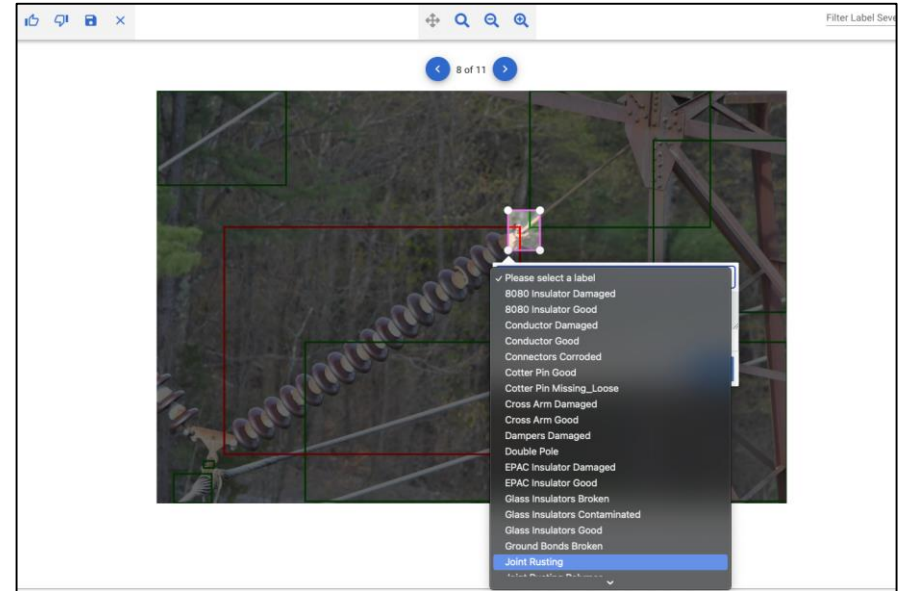 Filter Label Seve
8 of 11
✓ Please select a label
8080 Insulator Damaged
8080 Insulator Good
Conductor Damaged
Conductor Good
Connectors Corroded
Cotter Pin Good
Cotter Pin Missing_Loose
Cross Arm Damaged
Cross Arm Good
Dampers Damaged
Double Pole
EPAC Insulator Damaged
EPAC Insulator Good
Glass Insulators Broken
Glass Insulators Contaminated
Glass Insulators Good
Ground Bonds Broken
Joint Rusting